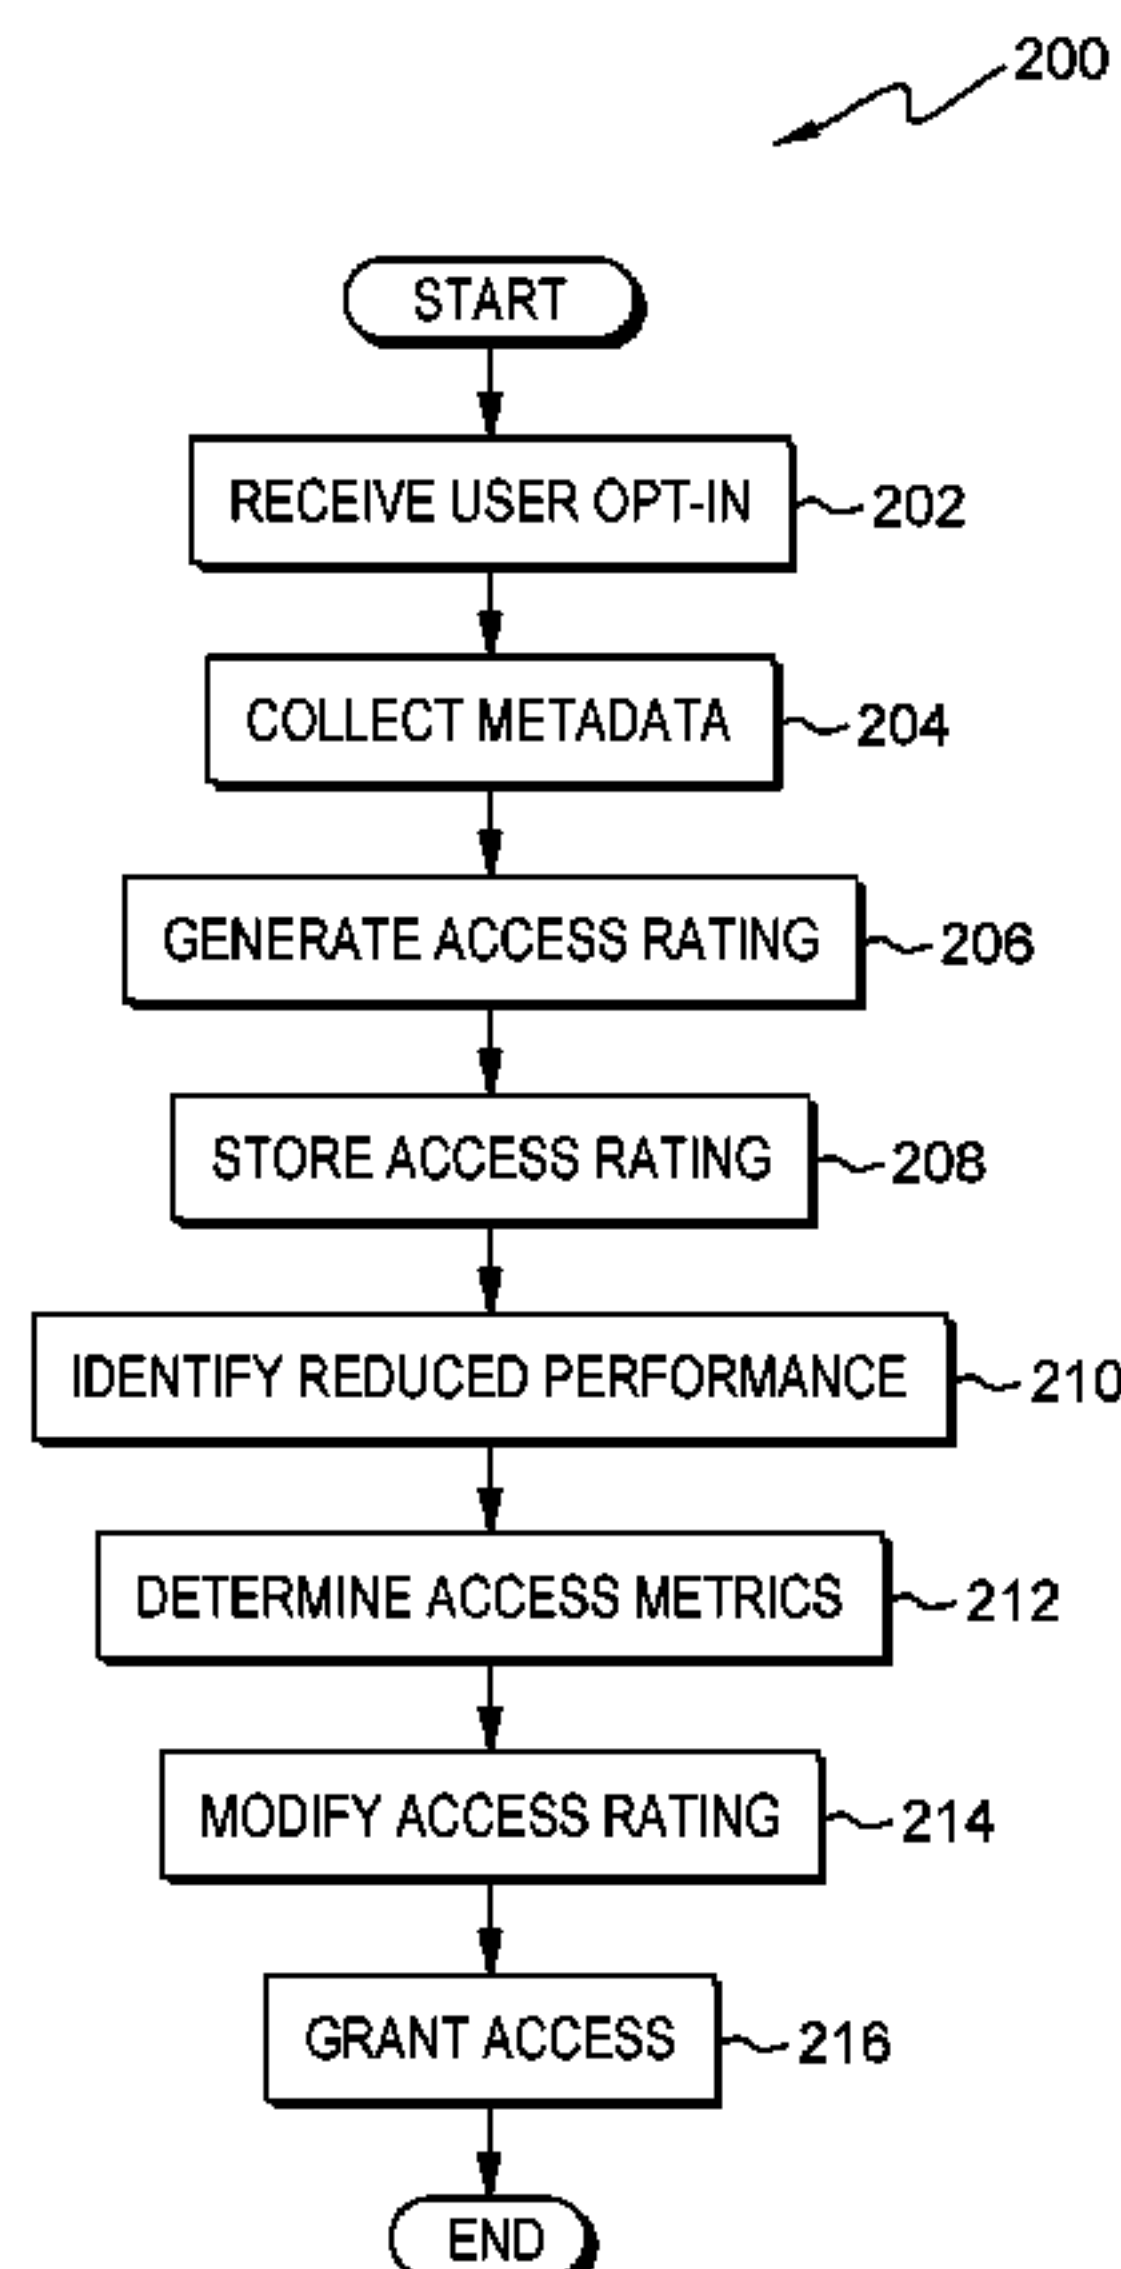 200
START
RECEIVE USER OPT-IN 202
COLLECT METADATA 204
GENERATE ACCESS RATING 206
STORE ACCESS RATING 208
IDENTIFY REDUCED PERFORMANCE 210
DETERMINE ACCESS METRICS 212
MODIFY ACCESS RATING 214
GRANT ACCESS 216
END